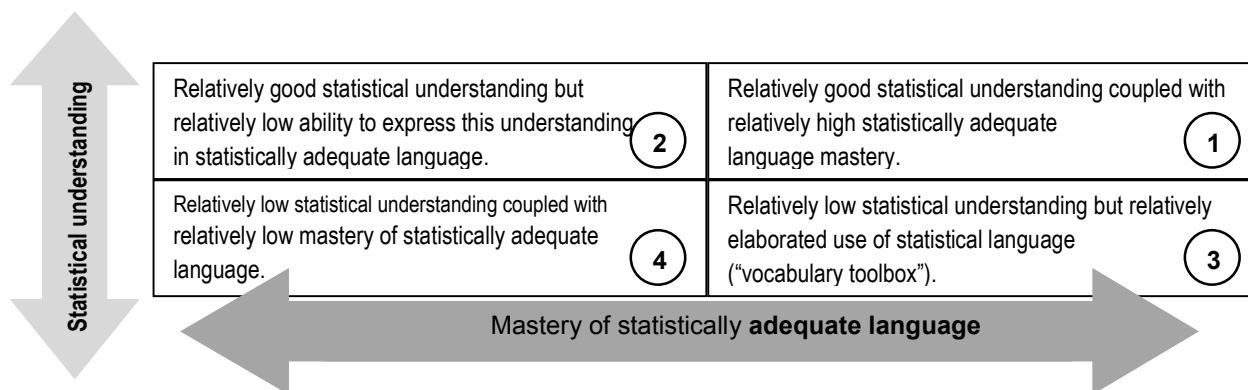 Statistical understanding
Relatively good statistical understanding but
relatively low ability to express this understanding
in statistically adequate language.
2
Relatively good statistical understanding coupled with
relatively high statistically adequate
language mastery.
1
Relatively low statistical understanding coupled with
relatively low mastery of statistically adequate
language.
4
Relatively low statistical understanding but relatively
elaborated use of statistical language
(“vocabulary toolbox”).
3
Mastery of statistically adequate language